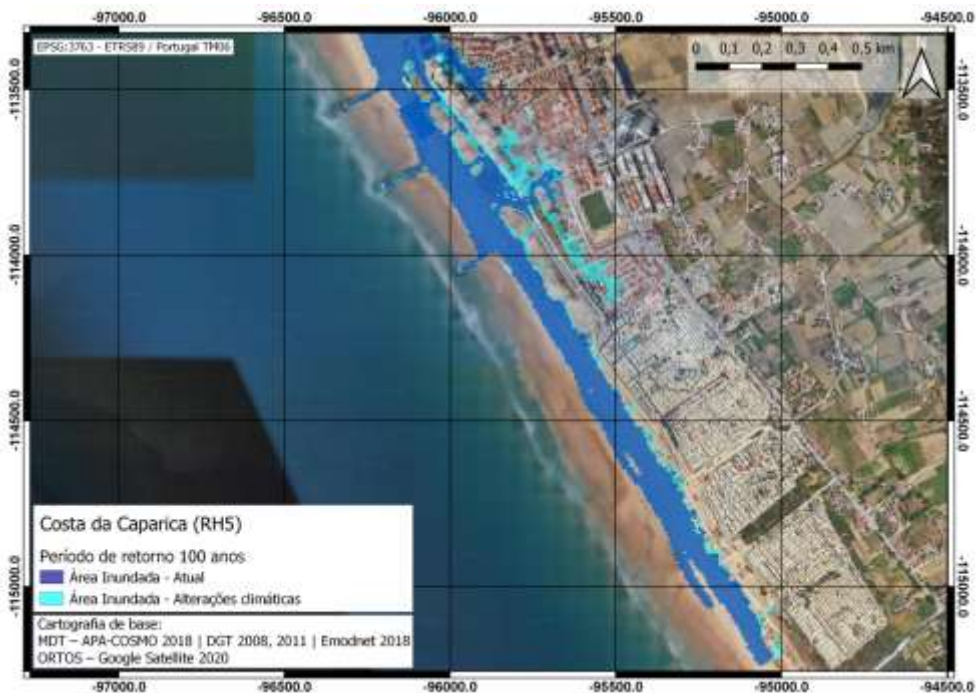 -97000.0 -96500.0 -96000.0 -95500.0 -95000.0 -94500.0
EPSG:3763 - ETRS89 / Portugal TM06
0 0,1 0,2 0,3 0,4 0,5 km
-113500.0 -113500.0
-114000.0 -114000.0
-114500.0 -114500.0
-115000.0 -115000.0
Costa da Caparica (RH5)
Período de retorno 100 anos
Área Inundada - Atual
Área Inundada - Alterações climáticas
Cartografia de base:
MDT – APA-COSMO 2018 | DGT 2008, 2011 | Emodnet 2018
ORTOS – Google Satellite 2020
-97000.0 -96500.0 -96000.0 -95500.0 -95000.0 -94500.0